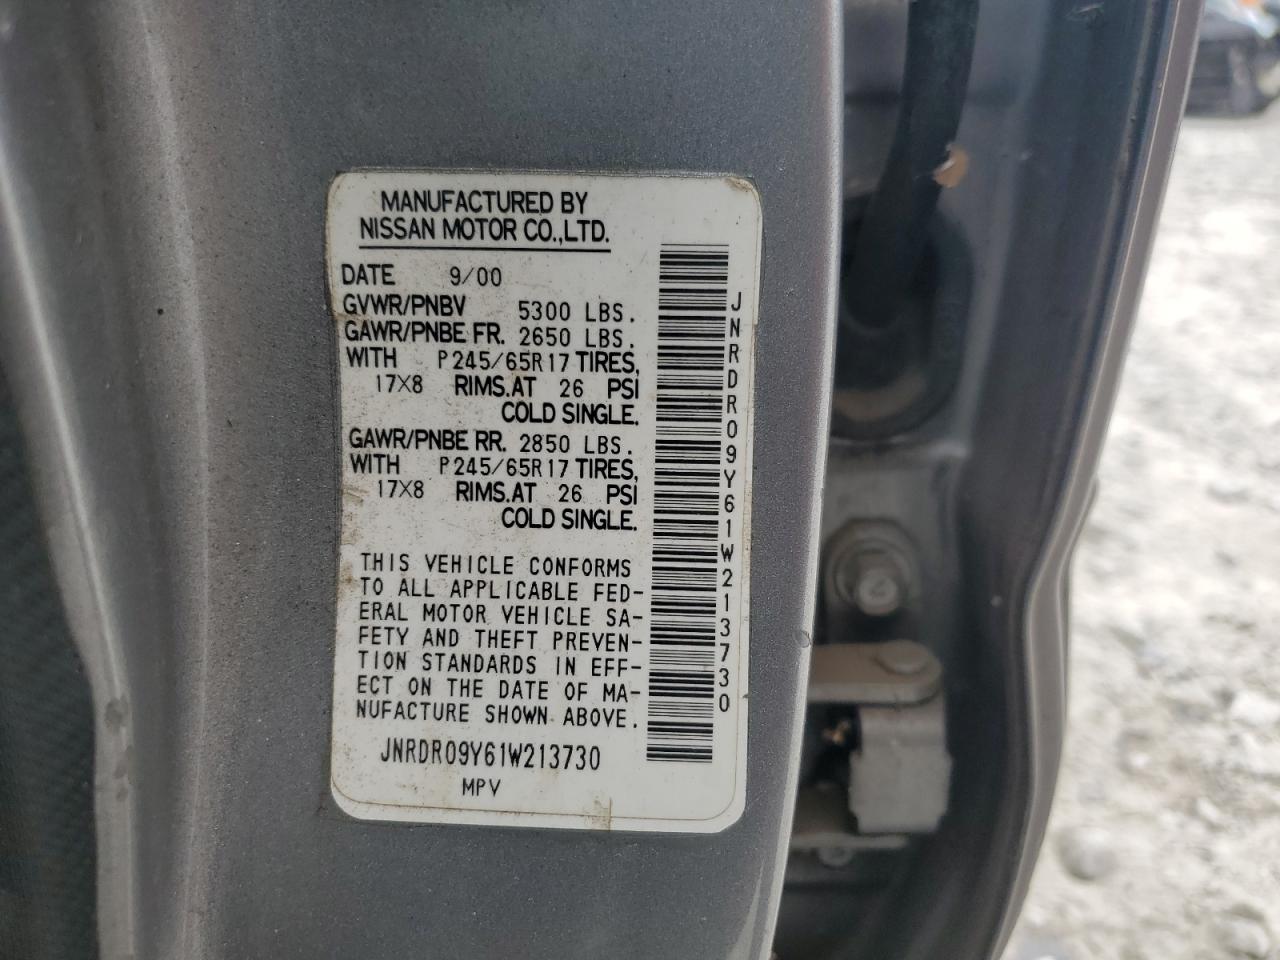 MANUFACTURED BY
NISSAN MOTOR CO.,LTD.
DATE 9/00
GVWR/PNBV 5300 LBS.
GAWR/PNBE FR. 2650 LBS.
WITH P245/65R17 TIRES,
17X8 RIMS.AT 26 PSI
COLD SINGLE.
GAWR/PNBE RR. 2850 LBS.
WITH P245/65R17 TIRES,
17X8 RIMS.AT 26 PSI
COLD SINGLE.
THIS VEHICLE CONFORMS
TO ALL APPLICABLE FED-
ERAL MOTOR VEHICLE SA-
FETY AND THEFT PREVEN-
TION STANDARDS IN EFF-
ECT ON THE DATE OF MA-
NUFACTURE SHOWN ABOVE.
JNRDR09Y61W213730
MPV
JNRDR09Y61W213730